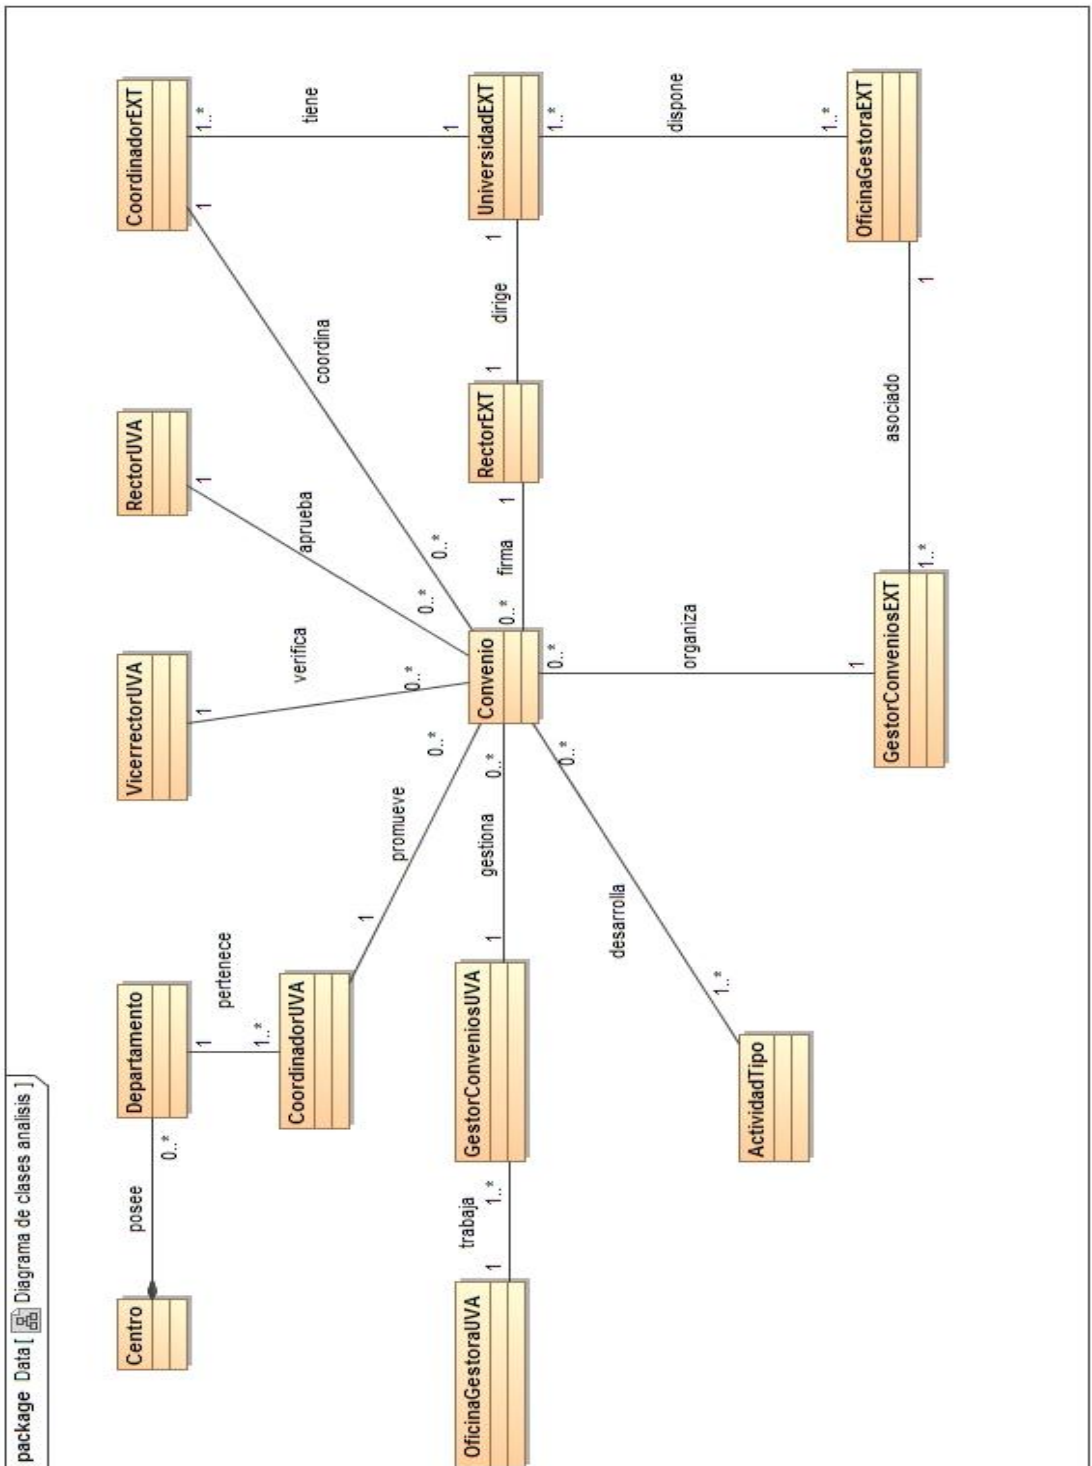 package Data [ Diagrama de clases analisis ]
Centro
posee
0..*
Departamento
1
pertenece
1..*
CoordinadorUVA
1
promueve
0..*
VicerrectorUVA
1
verifica
0..*
RectorUVA
1
aprueba
0..*
CoordinadorEXT
1
coordina
0..*
1..*
tiene
1
OficinaGestoraUVA
1
trabaja
1..*
GestorConveniosUVA
1
gestiona
0..*
Convenio
0..*
firma
1
RectorEXT
1
dirige
1
UniversidadEXT
1..*
dispone
1..*
0..*
desarrolla
1..*
ActividadTipo
0..*
organiza
1
GestorConveniosEXT
1..*
asociado
1
OficinaGestoraEXT